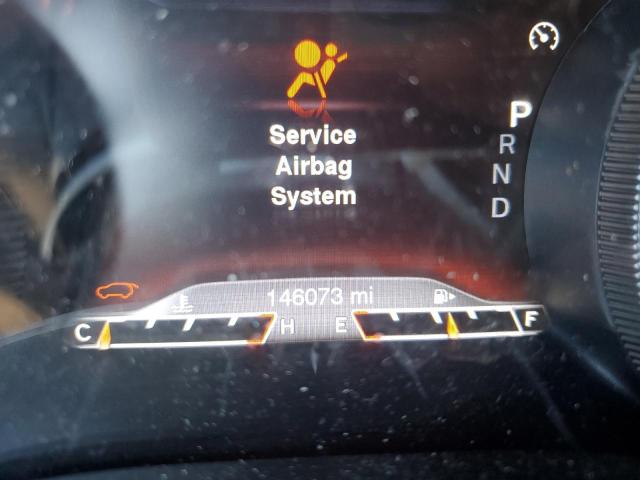 P
Service
R
Airbag
N
System
D
146073 mi
C H E F